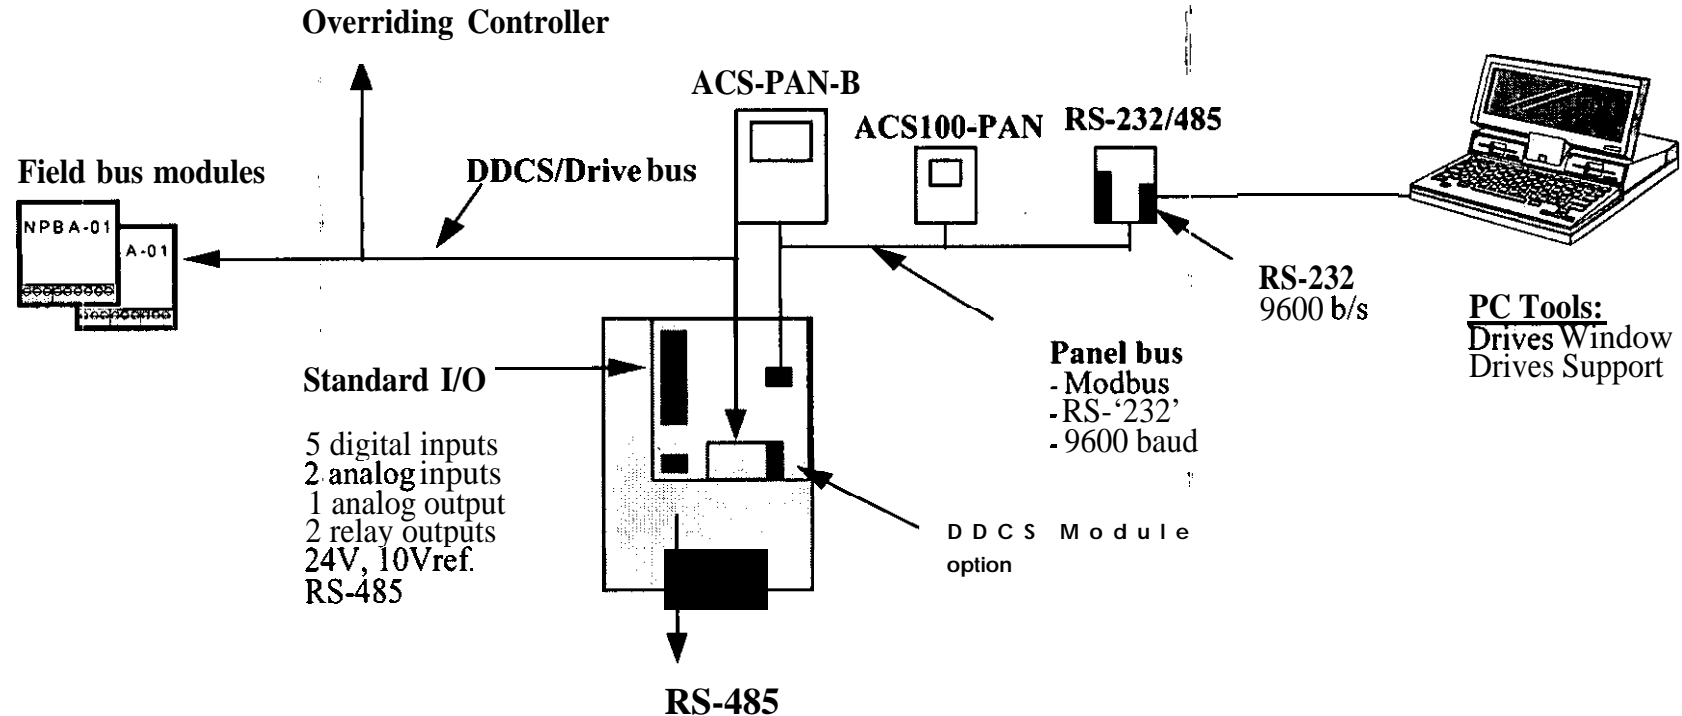 Overriding Controller
ACS-PAN-B
ACS100-PAN
RS-232/485
Field bus modules
DDCS/Drive bus
NPBA-01
A-01
RS-232
9600 b/s
PC Tools:
Drives Window
Drives Support
Panel bus
- Modbus
- RS-‘232’
- 9600 baud
Standard I/O
5 digital inputs
2 analog inputs
1 analog output
2 relay outputs
24V, 10Vref.
RS-485
DDCS Module
option
RS-485